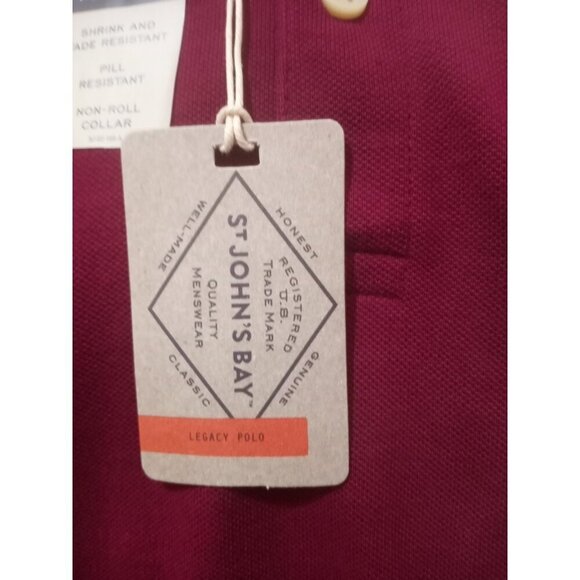 SHRINK AND
ADE RESISTANT
PILL
RESISTANT
NON-ROLL
COLLAR
WELL-MADE
HONEST
REGISTERED
U.S.
TRADE MARK
ST JOHN'S BAY™
QUALITY
MENSWEAR
CLASSIC
GENUINE
LEGACY POLO